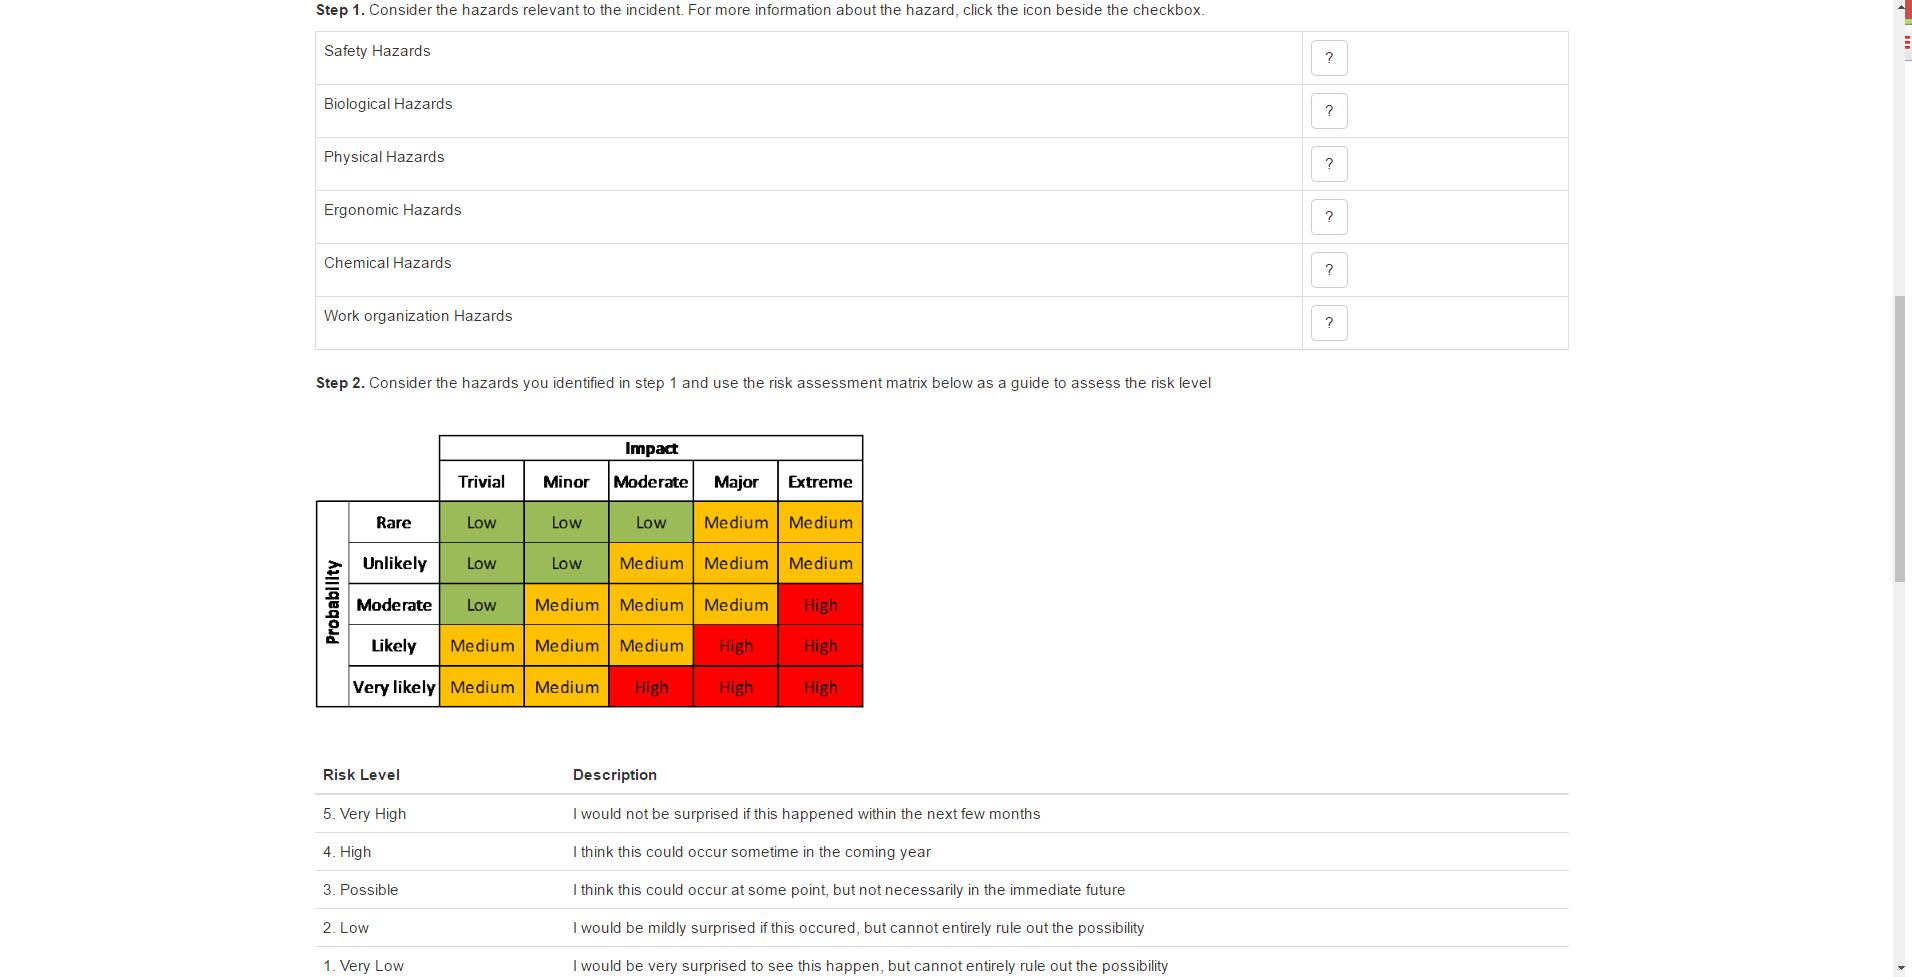 Step 1. Consider the hazards relevant to the incident. For more information about the hazard, click the icon beside the checkbox.
Safety Hazards ?
Biological Hazards ?
Physical Hazards ?
Ergonomic Hazards ?
Chemical Hazards ?
Work organization Hazards ?
Step 2. Consider the hazards you identified in step 1 and use the risk assessment matrix below as a guide to assess the risk level
Impact
Trivial Minor Moderate Major Extreme
Probability
Rare Low Low Low Medium Medium
Unlikely Low Low Medium Medium Medium
Moderate Low Medium Medium Medium High
Likely Medium Medium Medium High High
Very likely Medium Medium High High High
Risk Level Description
5. Very High I would not be surprised if this happened within the next few months
4. High I think this could occur sometime in the coming year
3. Possible I think this could occur at some point, but not necessarily in the immediate future
2. Low I would be mildly surprised if this occured, but cannot entirely rule out the possibility
1. Very Low I would be very surprised to see this happen, but cannot entirely rule out the possibility